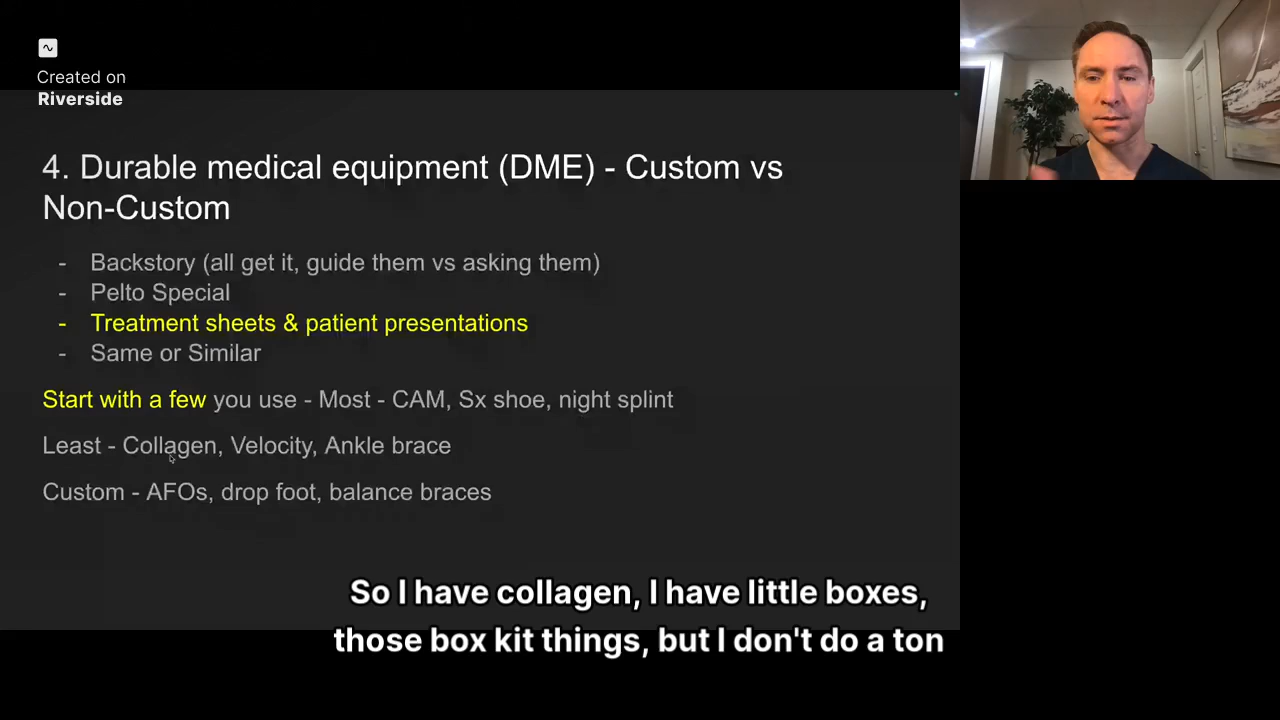 Created on
Riverside
4. Durable medical equipment (DME) - Custom vs
Non-Custom
- Backstory (all get it, guide them vs asking them)
- Pelto Special
- Treatment sheets & patient presentations
- Same or Similar
Start with a few you use - Most - CAM, Sx shoe, night splint
Least - Collagen, Velocity, Ankle brace
Custom - AFOs, drop foot, balance braces
So I have collagen, I have little boxes,
those box kit things, but I don't do a ton